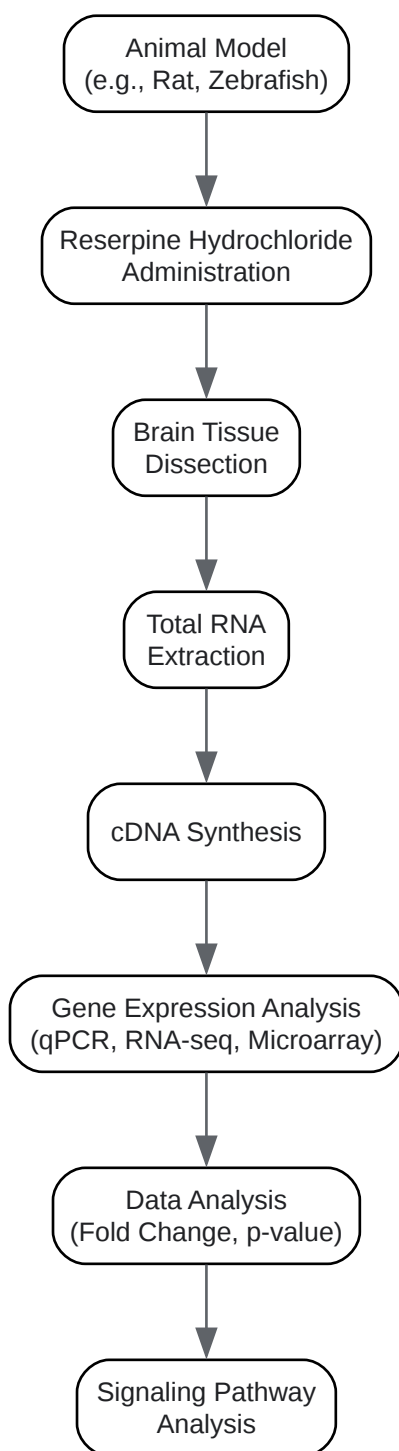 Animal Model
(e.g., Rat, Zebrafish)
Reserpine Hydrochloride
Administration
Brain Tissue
Dissection
Total RNA
Extraction
cDNA Synthesis
Gene Expression Analysis
(qPCR, RNA-seq, Microarray)
Data Analysis
(Fold Change, p-value)
Signaling Pathway
Analysis